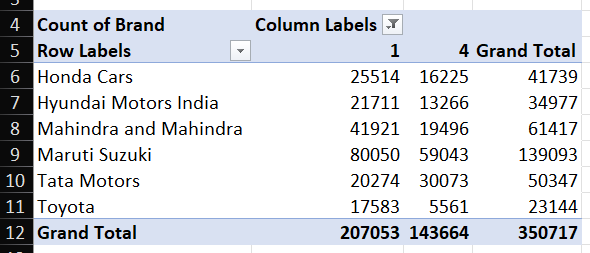 4 Count of Brand Column Labels
5 Row Labels 1 4 Grand Total
6 Honda Cars 25514 16225 41739
7 Hyundai Motors India 21711 13266 34977
8 Mahindra and Mahindra 41921 19496 61417
9 Maruti Suzuki 80050 59043 139093
10 Tata Motors 20274 30073 50347
11 Toyota 17583 5561 23144
12 Grand Total 207053 143664 350717